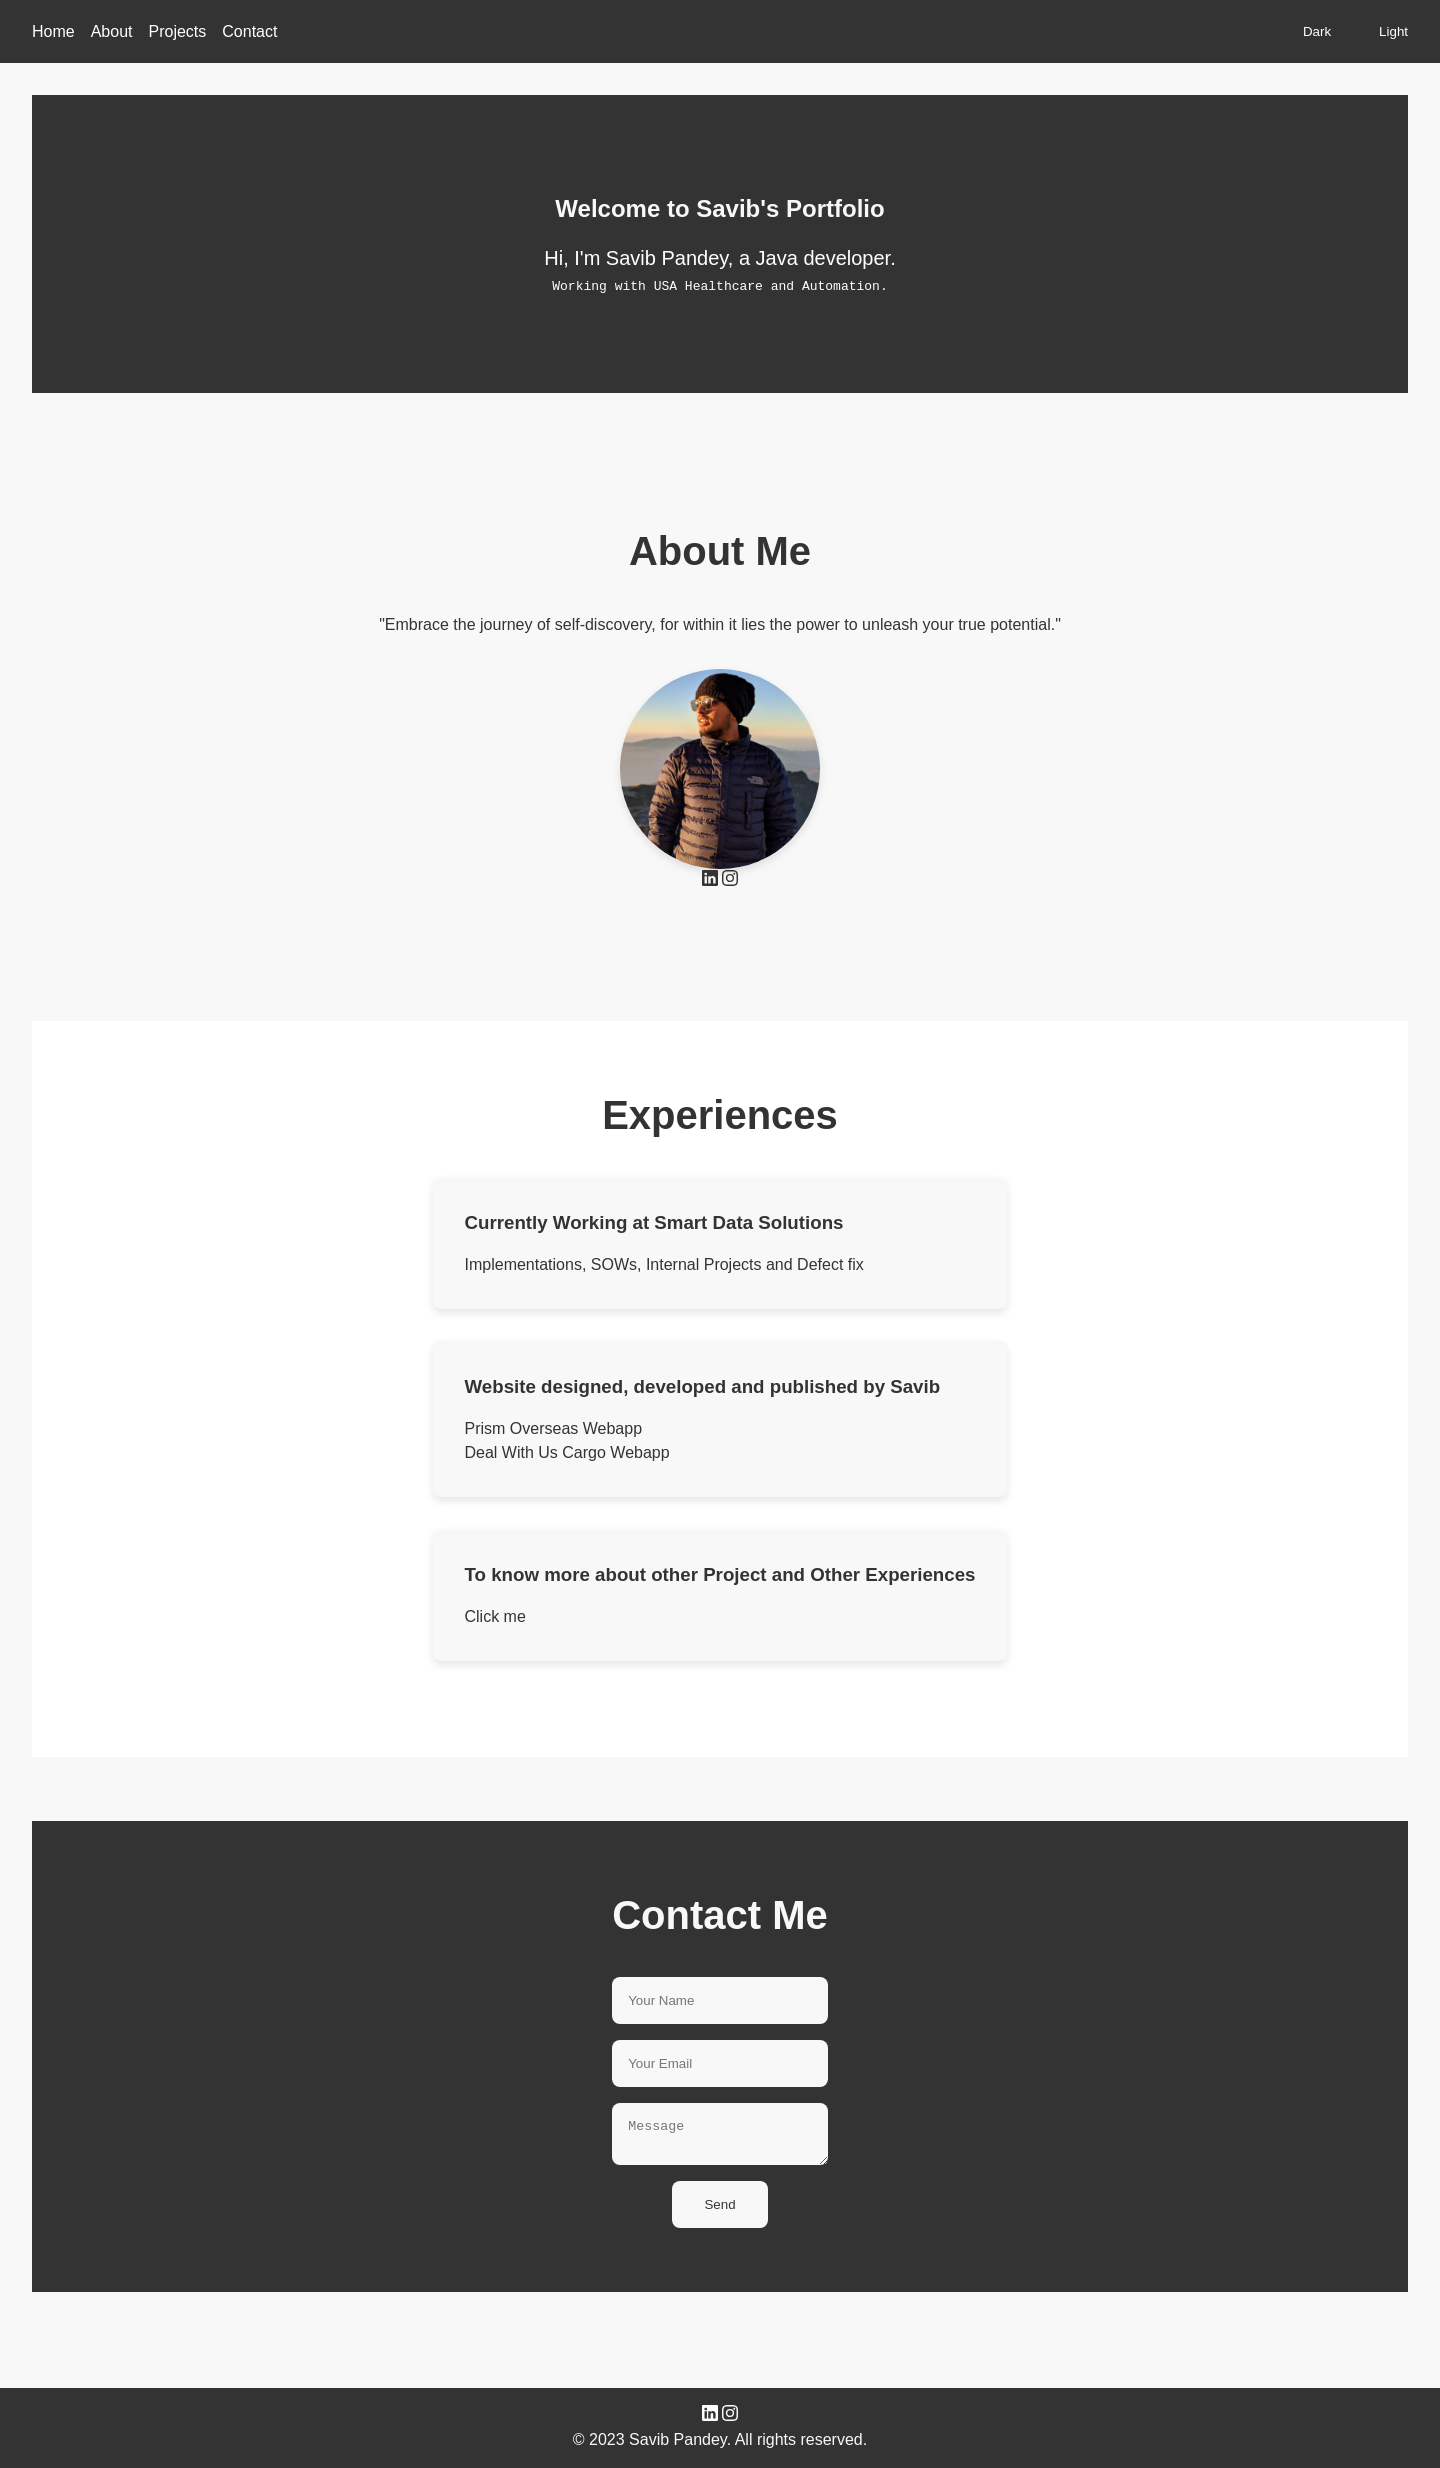 Home About Projects Contact Dark Light
Welcome to Savib's Portfolio
Hi, I'm Savib Pandey, a Java developer.
Working with USA Healthcare and Automation.
About Me
"Embrace the journey of self-discovery, for within it lies the power to unleash your true potential."
Experiences
Currently Working at Smart Data Solutions
Implementations, SOWs, Internal Projects and Defect fix
Website designed, developed and published by Savib
Prism Overseas Webapp
Deal With Us Cargo Webapp
To know more about other Project and Other Experiences
Click me
Contact Me
Your Name
Your Email
Message
Send
© 2023 Savib Pandey. All rights reserved.